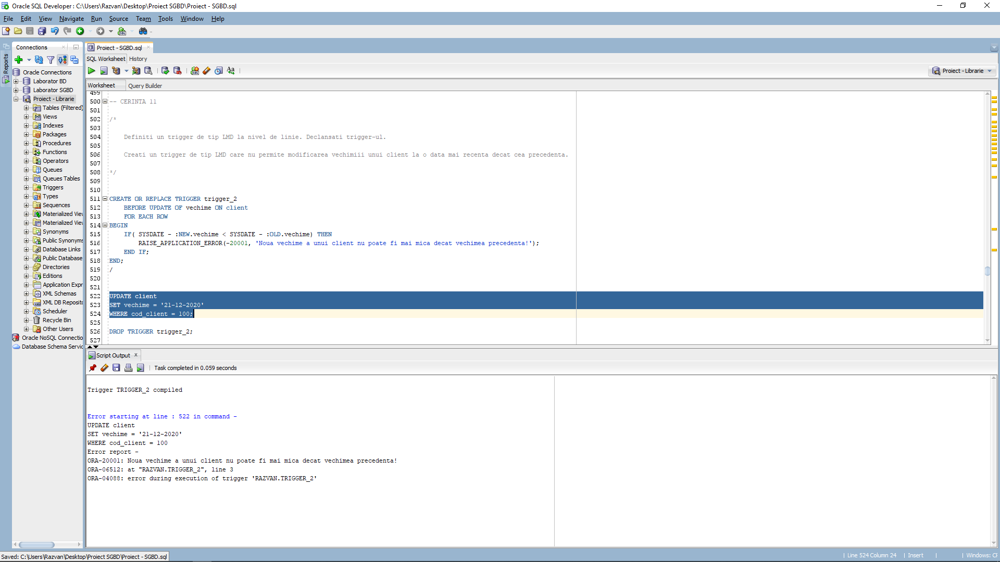 Oracle SQL Developer : C:\Users\Razvan\Desktop\Proiect SGBD\Proiect - SGBD.sql
File Edit View Navigate Run Source Team Tools Window Help
Reports
Connections
Oracle Connections
Laborator BD
Laborator SGBD
Proiect - Librarie
Tables (Filtered)
Views
Indexes
Packages
Procedures
Functions
Operators
Queues
Queues Tables
Triggers
Types
Sequences
Materialized View
Materialized View
Synonyms
Public Synonyms
Database Links
Public Database
Directories
Editions
Application Expr
XML Schemas
XML DB Reposito
Scheduler
Recycle Bin
Other Users
Oracle NoSQL Connectio
Database Schema Servic
Proiect - SGBD.sql
SQL Worksheet History
Proiect - Librarie
Worksheet Query Builder
499
500 -- CERINTA 11
501
502 /*
503
504 Definiti un trigger de tip LMD la nivel de linie. Declansati trigger-ul.
505
506 Creati un trigger de tip LMD care nu permite modificarea vechimiii unui client la o data mai recenta decat cea precedenta.
507
508 */
509
510
511 CREATE OR REPLACE TRIGGER trigger_2
512 BEFORE UPDATE OF vechime ON client
513 FOR EACH ROW
514 BEGIN
515 IF( SYSDATE - :NEW.vechime < SYSDATE - :OLD.vechime) THEN
516 RAISE_APPLICATION_ERROR(-20001, 'Noua vechime a unui client nu poate fi mai mica decat vechimea precedenta!');
517 END IF;
518 END;
519 /
520
521
522 UPDATE client
523 SET vechime = '21-12-2020'
524 WHERE cod_client = 100;
525
526 DROP TRIGGER trigger_2;
527
Script Output
Task completed in 0.059 seconds
Trigger TRIGGER_2 compiled
Error starting at line : 522 in command -
UPDATE client
SET vechime = '21-12-2020'
WHERE cod_client = 100
Error report -
ORA-20001: Noua vechime a unui client nu poate fi mai mica decat vechimea precedenta!
ORA-06512: at "RAZVAN.TRIGGER_2", line 3
ORA-04088: error during execution of trigger 'RAZVAN.TRIGGER_2'
Saved: C:\Users\Razvan\Desktop\Proiect SGBD\Proiect - SGBD.sql
Line 524 Column 24 Insert Windows: CF